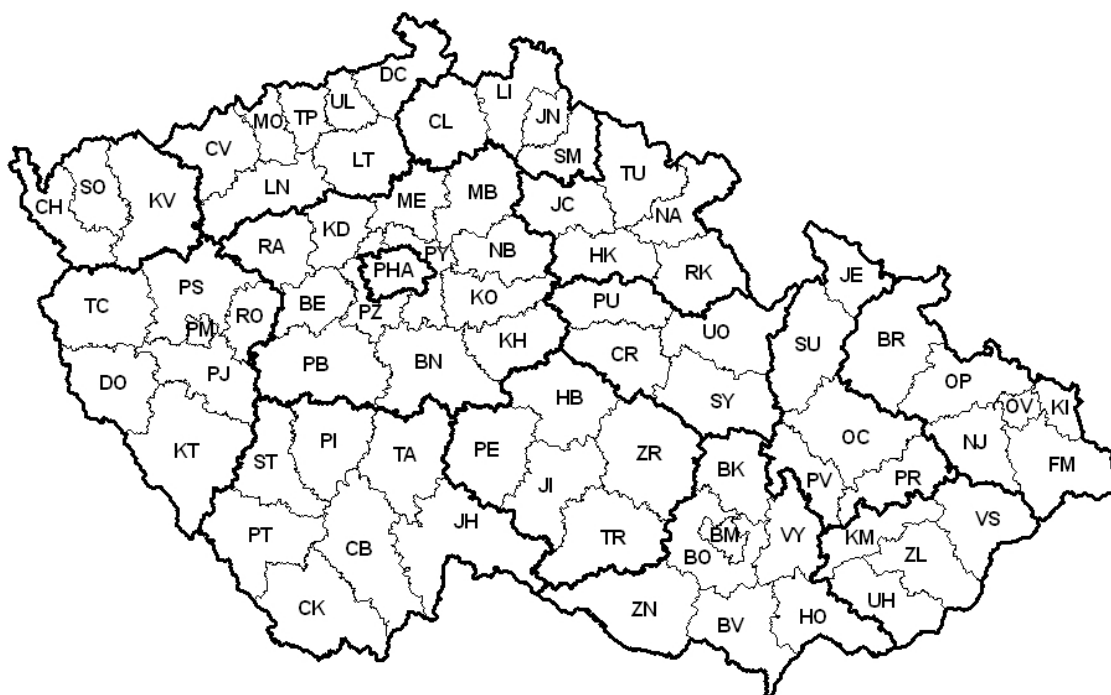 DC
LI
UL
MO
TP
JN
CL
CV
LT
SM
TU
SO
LN
KV
ME
MB
JC
CH
NA
KD
RA
PY
NB
HK
RK
PHA
JE
PS
KO
TC
BE
PU
RO
PZ
PM
UO
BR
KH
CR
SU
PB
BN
DO
PJ
OP
HB
SY
OV
KI
PI
OC
KT
ST
TA
PE
ZR
NJ
FM
BK
JI
PV
PR
JH
VS
PT
CB
TR
BM
VY
KM
BO
ZL
CK
ZN
UH
HO
BV